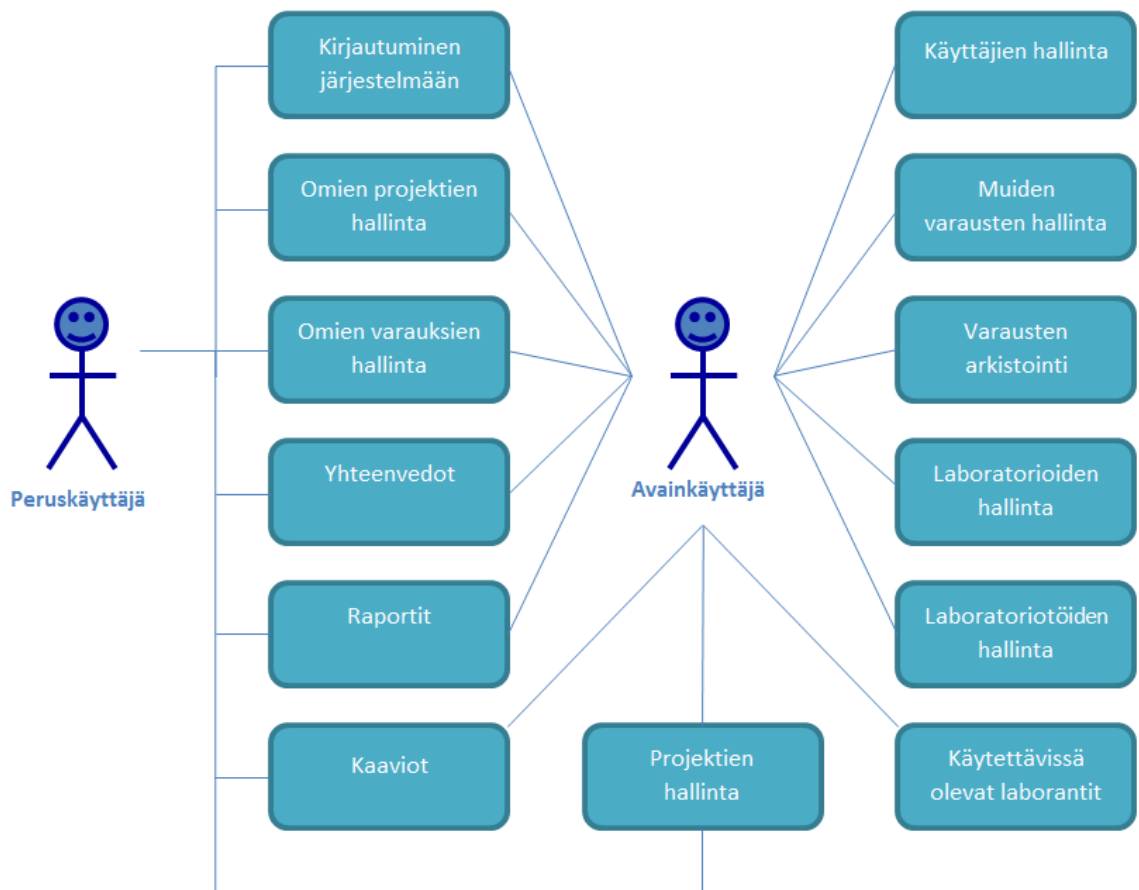 Kirjautuminen
järjestelmään
Omien projektien
hallinta
Omien varauksien
hallinta
Yhteenvedot
Raportit
Kaaviot
Peruskäyttäjä
Avainkäyttäjä
Projektien
hallinta
Käyttäjien hallinta
Muiden
varausten hallinta
Varausten
arkistointi
Laboratorioiden
hallinta
Laboratoriotöiden
hallinta
Käytettävissä
olevat laborantit